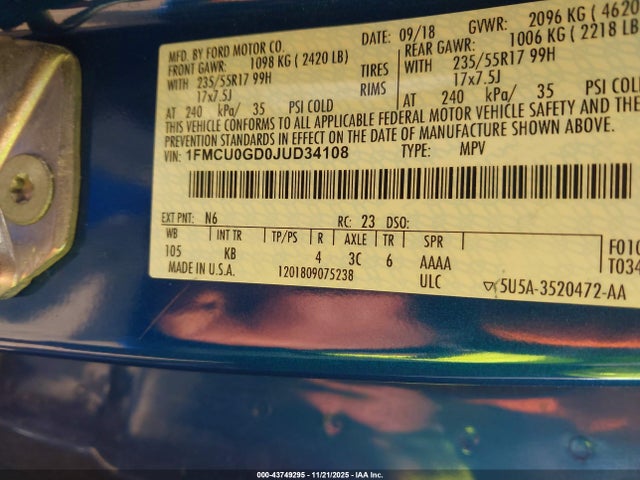 MFD. BY FORD MOTOR CO.
DATE: 09/18 GVWR: 2096 KG ( 4620
FRONT GAWR: 1098 KG ( 2420 LB)
REAR GAWR: 1006 KG ( 2218 LB
WITH 235/55R17 99H TIRES WITH 235/55R17 99H
17x7.5J RIMS 17x7.5J
AT 240 kPa/ 35 PSI COLD AT 240 kPa/ 35 PSI COLD
THIS VEHICLE CONFORMS TO ALL APPLICABLE FEDERAL MOTOR VEHICLE SAFETY AND THE
PREVENTION STANDARDS IN EFFECT ON THE DATE OF MANUFACTURE SHOWN ABOVE.
VIN: 1FMCU0GD0JUD34108 TYPE: MPV
EXT PNT: N6 RC: 23 DSO:
WB INT TR TP/PS R AXLE TR SPR
105 KB 4 3C 6 AAAA
MADE IN U.S.A. 1201809075238 ULC
F010
T034
5U5A-3520472-AA
000-43749295 - 11/21/2025 - IAA Inc.